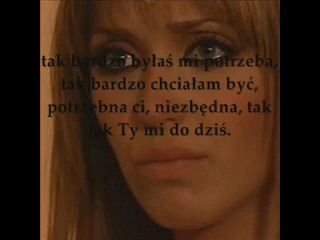 tak bardzo byłaś mi potrzeba,
tak bardzo chciałam być,
potrzebna ci, niezbędna, tak
jak Ty mi do dziś.